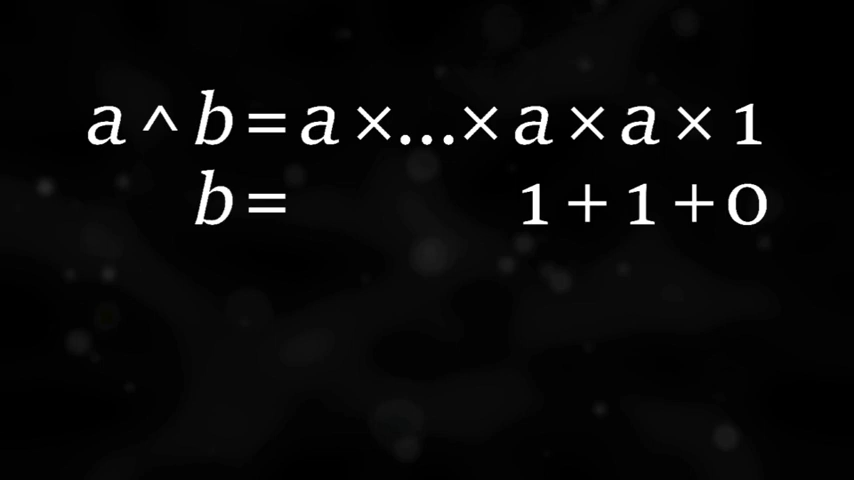 a ^ b = a ×...× a × a × 1
b = 1 + 1 + 0